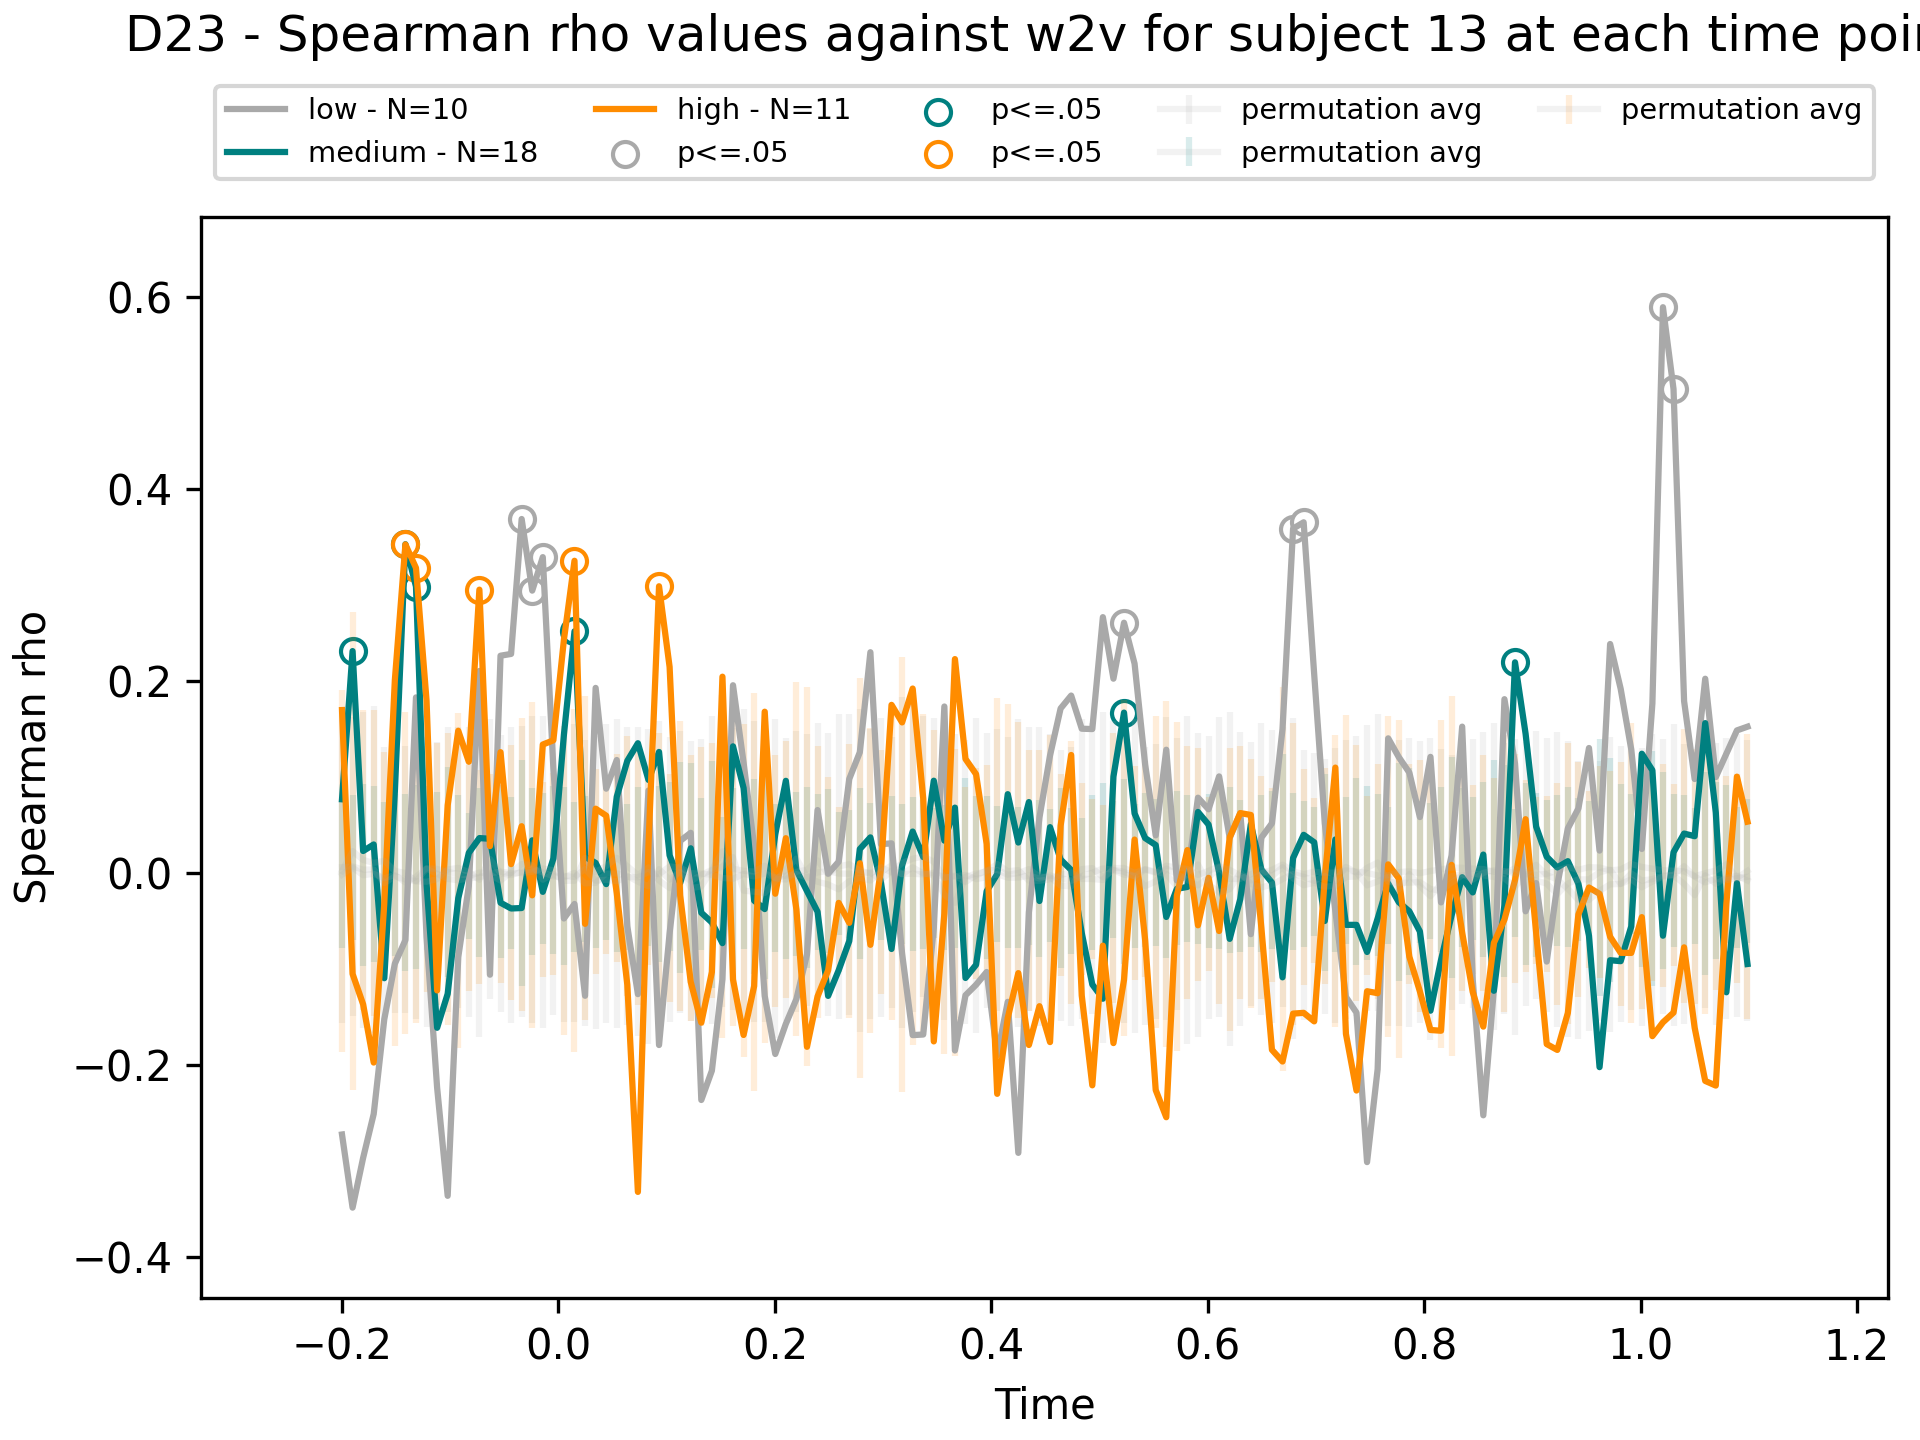 D23 - Spearman rho values against w2v for subject 13 at each time poi
low - N=10 high - N=11 p<=.05 permutation avg permutation avg
medium - N=18 p<=.05 p<=.05 permutation avg
0.6
0.4
0.2
0.0
−0.2
−0.4
Spearman rho
−0.2 0.0 0.2 0.4 0.6 0.8 1.0 1.2
Time